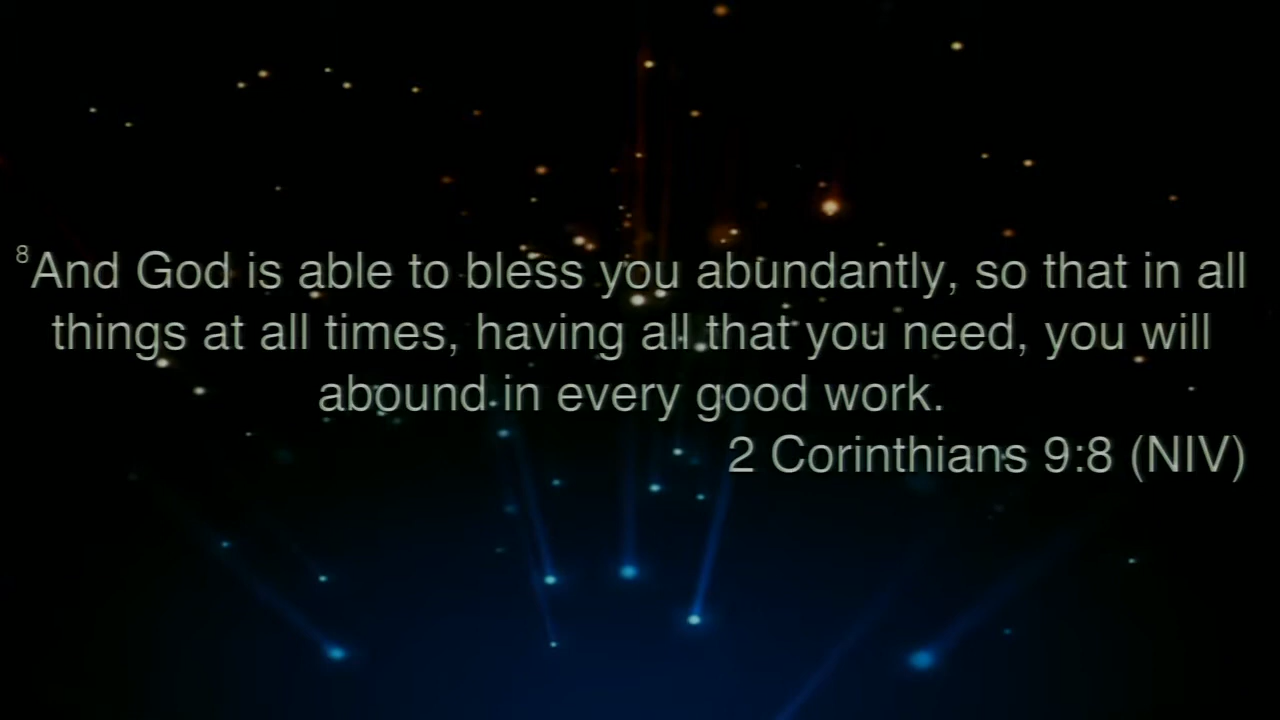 ⁸And God is able to bless you abundantly, so that in all
things at all times, having all that you need, you will
abound in every good work.
2 Corinthians 9:8 (NIV)